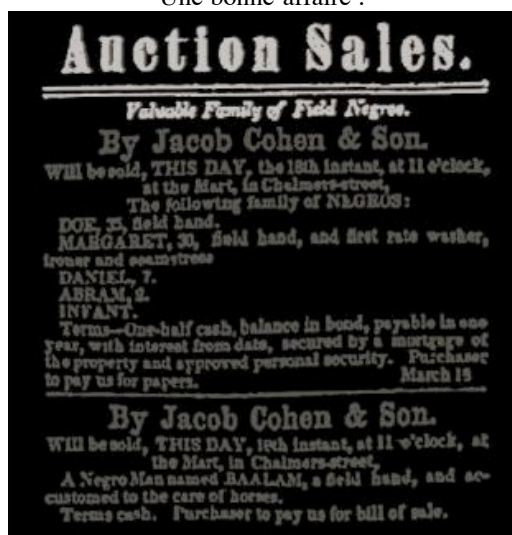 Une bonne affaire :
Auction Sales.
Valuable Family of Field Negros.
By Jacob Cohen & Son.
Will be sold, THIS DAY, the 18th instant, at 11 o'clock,
at the Mart, in Chalmers-street,
The following family of NEGROS:
DOE, 35, field hand.
MARGARET, 30, field hand, and first rate washer,
ironer and seamstress
DANIEL, 7.
ABRAM, 2.
INFANT.
Terms—One-half cash, balance in bond, payable in one
year, with interest from date, secured by a mortgage of
the property and approved personal security. Purchaser
to pay us for papers. March 18
By Jacob Cohen & Son.
Will be sold, THIS DAY, 18th instant, at 11 o'clock, at
the Mart, in Chalmers-street,
A Negro Man named BAALAM, a field hand, and ac-
customed to the care of horses.
Terms cash. Purchaser to pay us for bill of sale.